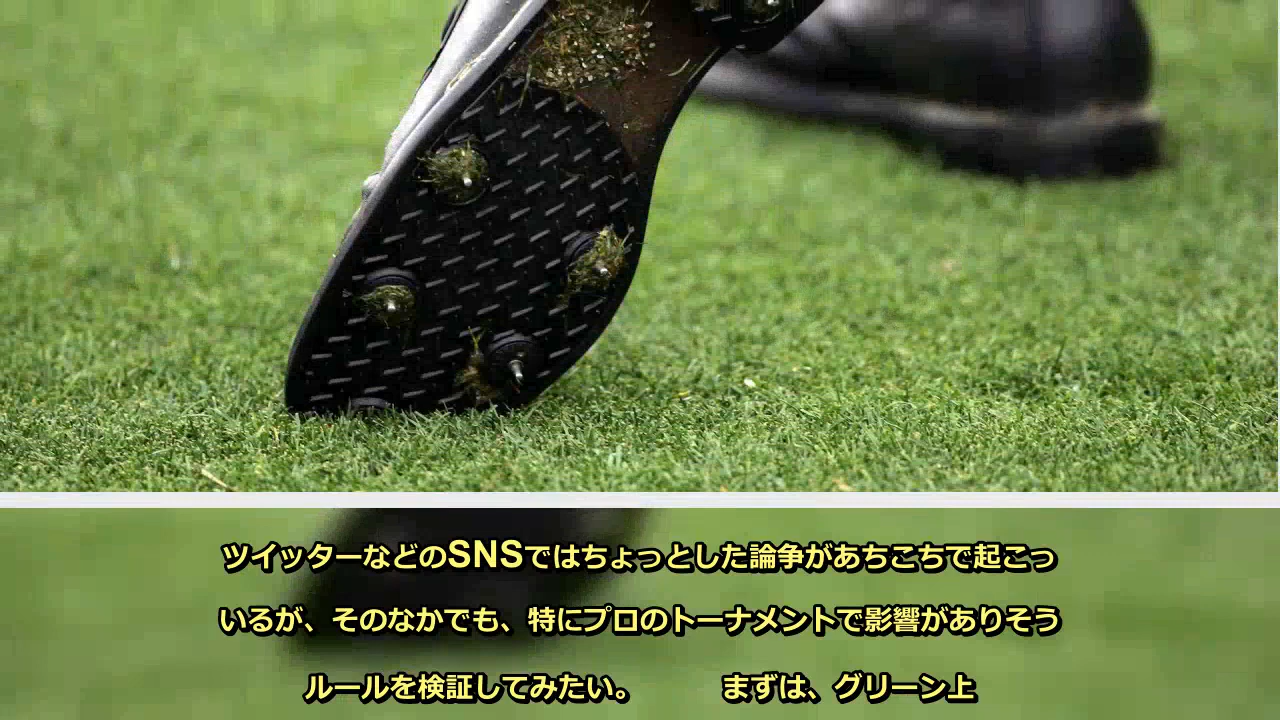 ツイッターなどのSNSではちょっとした論争があちこちで起こっ
いるが、そのなかでも、特にプロのトーナメントで影響がありそう
ルールを検証してみたい。　　　まずは、グリーン上